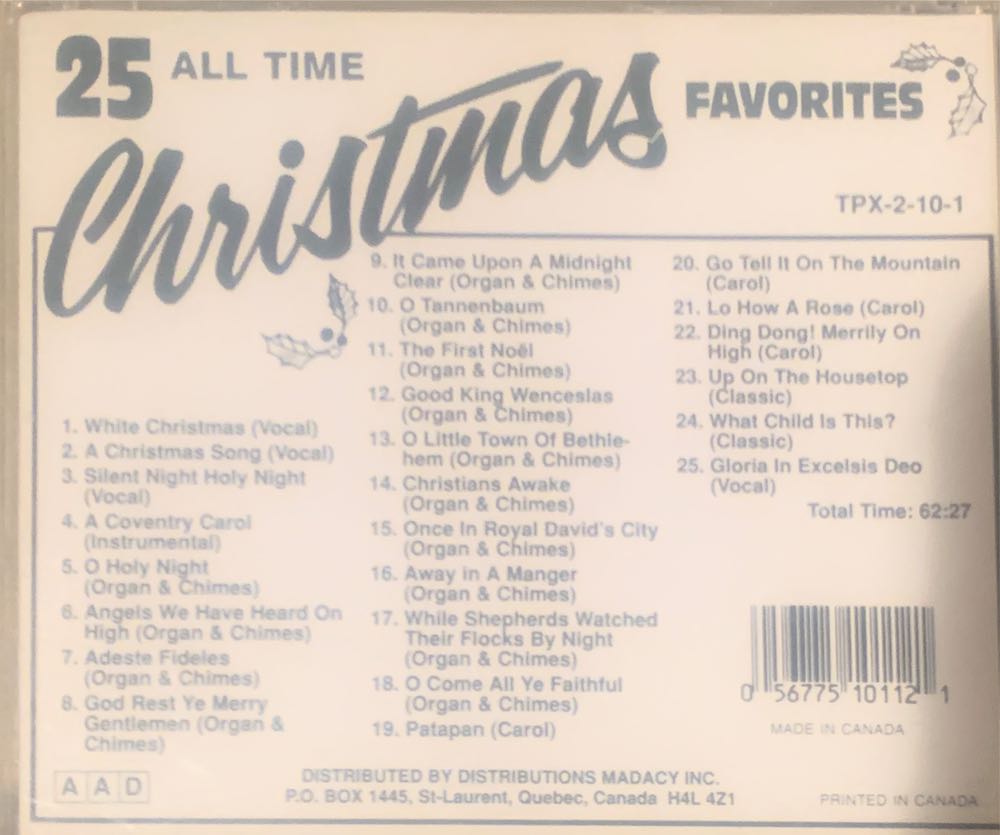 25 ALL TIME
Christmas
FAVORITES
TPX-2-10-1
1. White Christmas (Vocal)
2. A Christmas Song (Vocal)
3. Silent Night Holy Night
(Vocal)
4. A Coventry Carol
(Instrumental)
5. O Holy Night
(Organ & Chimes)
6. Angels We Have Heard On
High (Organ & Chimes)
7. Adeste Fideles
(Organ & Chimes)
8. God Rest Ye Merry
Gentlemen (Organ &
Chimes)
9. It Came Upon A Midnight
Clear (Organ & Chimes)
10. O Tannenbaum
(Organ & Chimes)
11. The First Noël
(Organ & Chimes)
12. Good King Wenceslas
(Organ & Chimes)
13. O Little Town Of Bethle-
hem (Organ & Chimes)
14. Christians Awake
(Organ & Chimes)
15. Once In Royal David's City
(Organ & Chimes)
16. Away in A Manger
(Organ & Chimes)
17. While Shepherds Watched
Their Flocks By Night
(Organ & Chimes)
18. O Come All Ye Faithful
(Organ & Chimes)
19. Patapan (Carol)
20. Go Tell It On The Mountain
(Carol)
21. Lo How A Rose (Carol)
22. Ding Dong! Merrily On
High (Carol)
23. Up On The Housetop
(Classic)
24. What Child Is This?
(Classic)
25. Gloria In Excelsis Deo
(Vocal)
Total Time: 62:27
0 56775 10112 1
MADE IN CANADA
A A D
DISTRIBUTED BY DISTRIBUTIONS MADACY INC.
P.O. BOX 1445, St-Laurent, Quebec, Canada H4L 4Z1
PRINTED IN CANADA